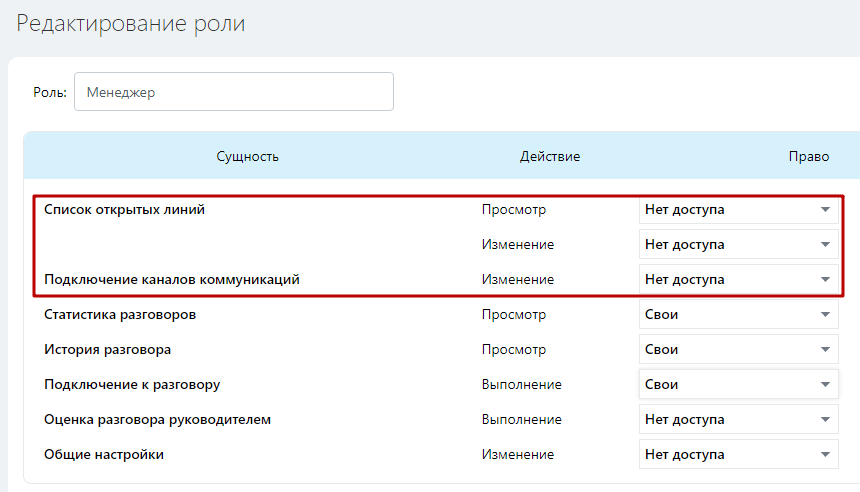 Редактирование роли
Роль: Менеджер
Сущность Действие Право
Список открытых линий Просмотр Нет доступа
Изменение Нет доступа
Подключение каналов коммуникаций Изменение Нет доступа
Статистика разговоров Просмотр Свои
История разговора Просмотр Свои
Подключение к разговору Выполнение Свои
Оценка разговора руководителем Выполнение Нет доступа
Общие настройки Изменение Нет доступа